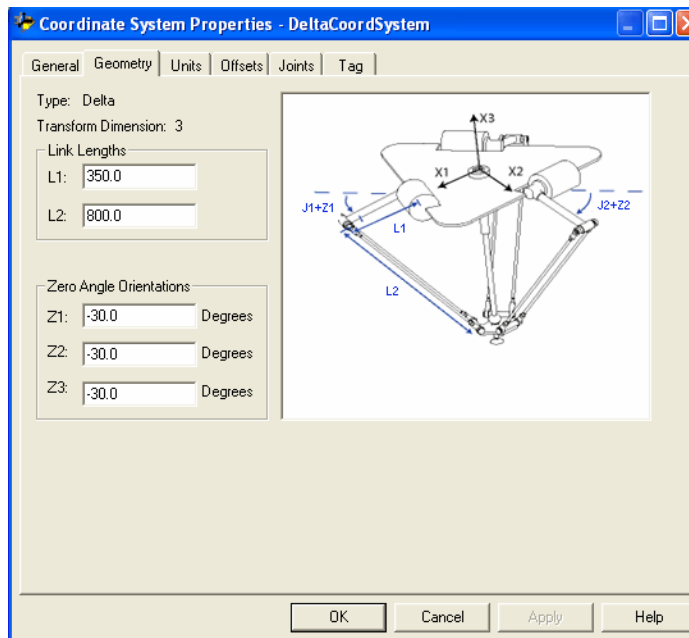 Coordinate System Properties - DeltaCoordSystem
General Geometry Units Offsets Joints Tag
Type: Delta
Transform Dimension: 3
Link Lengths
L1: 350.0
L2: 800.0
Zero Angle Orientations
Z1: -30.0 Degrees
Z2: -30.0 Degrees
Z3: -30.0 Degrees
X3
X1 X2
J1+Z1 J2+Z2
L1
L2
OK Cancel Apply Help